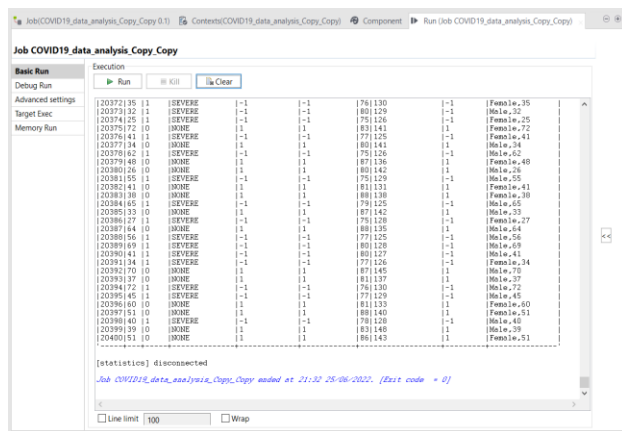 Job(COVID19_data_analysis_Copy_Copy 0.1) Contexts(COVID19_data_analysis_Copy_Copy) Component Run (Job COVID19_data_analysis_Copy_Copy)
Job COVID19_data_analysis_Copy_Copy
Basic Run
Debug Run
Advanced settings
Target Exec
Memory Run
Execution
Run Kill Clear
|20372|35 |1 |SEVERE |-1 |-1 |76|130 |-1 |Female,35 |
|20373|32 |1 |SEVERE |-1 |-1 |80|129 |-1 |Male,32 |
|20374|25 |1 |SEVERE |-1 |-1 |75|126 |-1 |Female,25 |
|20375|72 |0 |NONE |1 |1 |83|141 |1 |Female,72 |
|20376|41 |1 |SEVERE |-1 |-1 |77|125 |-1 |Female,41 |
|20377|34 |0 |NONE |1 |1 |80|141 |1 |Male,34 |
|20378|62 |1 |SEVERE |-1 |-1 |75|126 |-1 |Male,62 |
|20379|48 |0 |NONE |1 |1 |87|136 |1 |Female,48 |
|20380|26 |0 |NONE |1 |1 |80|142 |1 |Male,26 |
|20381|55 |1 |SEVERE |-1 |-1 |75|129 |-1 |Male,55 |
|20382|41 |0 |NONE |1 |1 |81|131 |1 |Female,41 |
|20383|38 |0 |NONE |1 |1 |88|138 |1 |Female,38 |
|20384|65 |1 |SEVERE |-1 |-1 |79|125 |-1 |Male,65 |
|20385|33 |0 |NONE |1 |1 |87|142 |1 |Male,33 |
|20386|27 |1 |SEVERE |-1 |-1 |75|128 |-1 |Female,27 |
|20387|64 |0 |NONE |1 |1 |88|135 |1 |Male,64 |
|20388|56 |1 |SEVERE |-1 |-1 |77|125 |-1 |Male,56 |
|20389|69 |1 |SEVERE |-1 |-1 |80|128 |-1 |Male,69 |
|20390|41 |1 |SEVERE |-1 |-1 |80|127 |-1 |Male,41 |
|20391|34 |1 |SEVERE |-1 |-1 |77|126 |-1 |Female,34 |
|20392|70 |0 |NONE |1 |1 |87|145 |1 |Male,70 |
|20393|37 |0 |NONE |1 |1 |81|137 |1 |Male,37 |
|20394|72 |1 |SEVERE |-1 |-1 |76|130 |-1 |Male,72 |
|20395|45 |1 |SEVERE |-1 |-1 |77|129 |-1 |Male,45 |
|20396|60 |0 |NONE |1 |1 |81|133 |1 |Female,60 |
|20397|51 |0 |NONE |1 |1 |88|140 |1 |Female,51 |
|20398|40 |1 |SEVERE |-1 |-1 |78|128 |-1 |Male,40 |
|20399|39 |0 |NONE |1 |1 |83|148 |1 |Male,39 |
|20400|51 |0 |NONE |1 |1 |86|143 |1 |Female,51 |
[statistics] disconnected
Job COVID19_data_analysis_Copy_Copy ended at 21:32 25/06/2022. [Exit code = 0]
<<
Line limit 100 Wrap